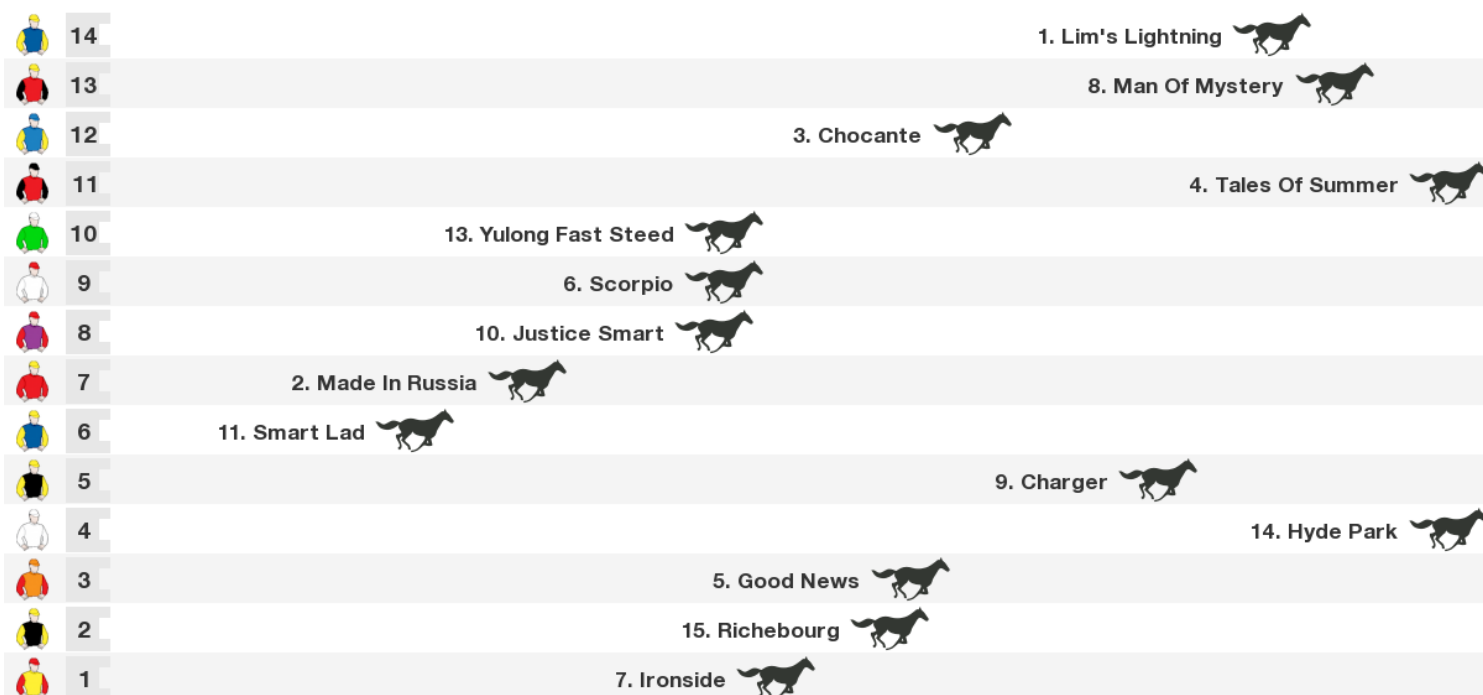 14 1. Lim's Lightning
13 8. Man Of Mystery
12 3. Chocante
11 4. Tales Of Summer
10 13. Yulong Fast Steed
9 6. Scorpio
8 10. Justice Smart
7 2. Made In Russia
6 11. Smart Lad
5 9. Charger
4 14. Hyde Park
3 5. Good News
2 15. Richebourg
1 7. Ironside